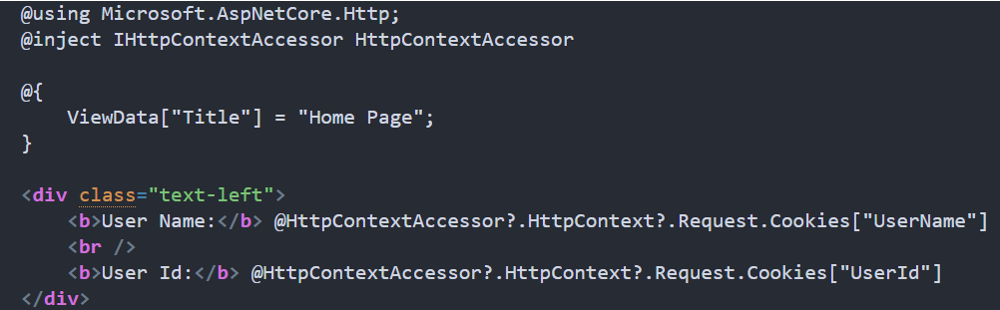 @using Microsoft.AspNetCore.Http;
@inject IHttpContextAccessor HttpContextAccessor
@{
ViewData["Title"] = "Home Page";
}
<div class="text-left">
<b>User Name:</b> @HttpContextAccessor?.HttpContext?.Request.Cookies["UserName"]
<br />
<b>User Id:</b> @HttpContextAccessor?.HttpContext?.Request.Cookies["UserId"]
</div>